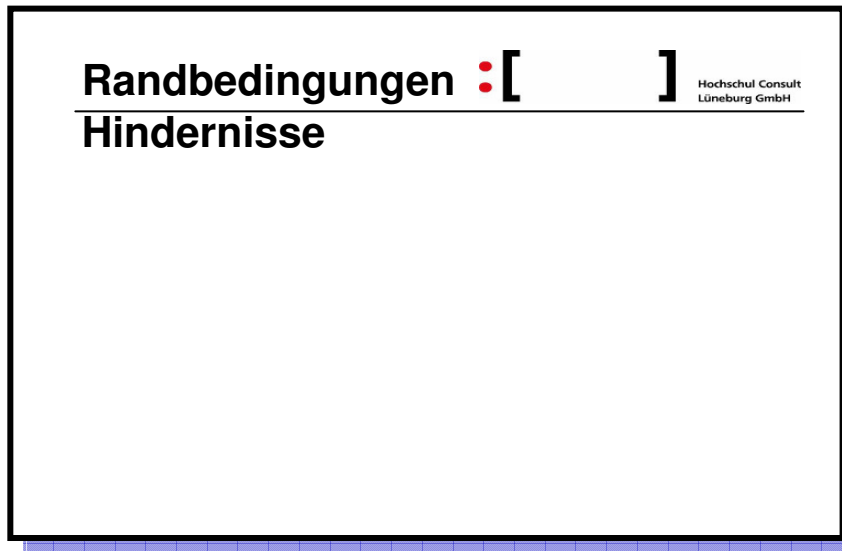 Randbedingungen :[ ]
Hochschul Consult
Lüneburg GmbH
Hindernisse